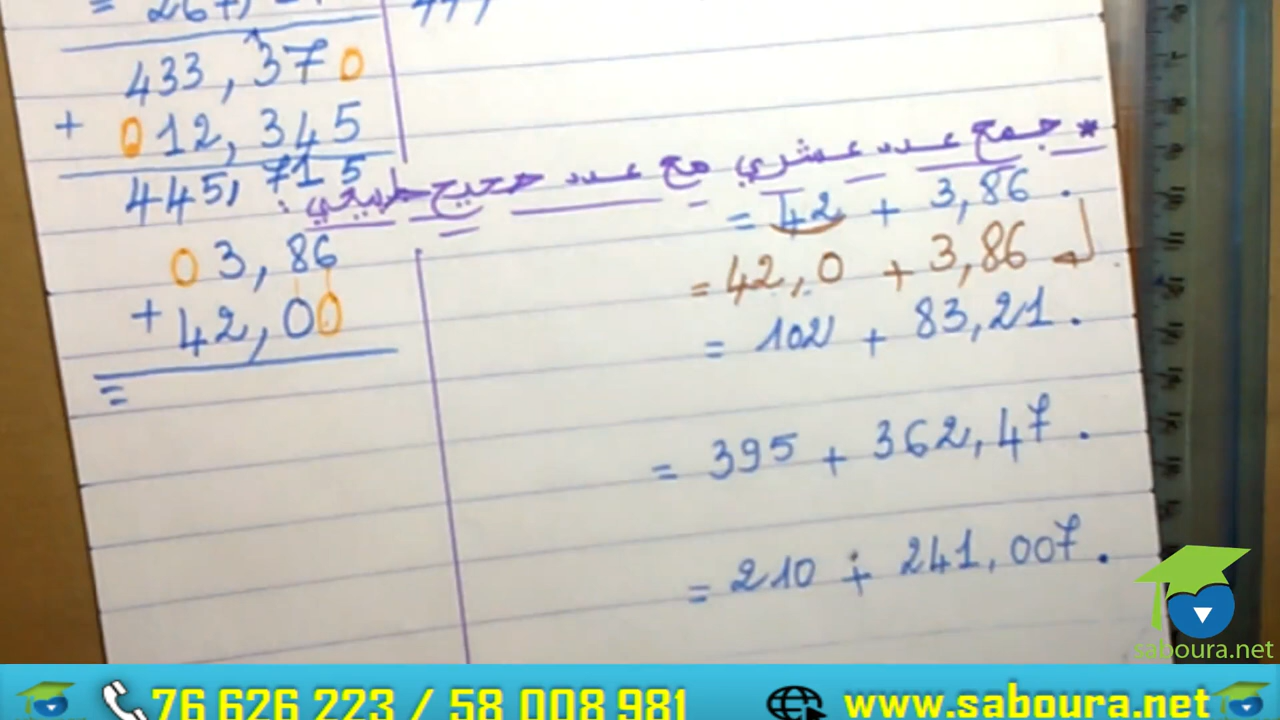 433,370
+ 012,345
445,715
* جمع عدد عشري مع عدد صحيح طبيعي :
= 42 + 3,86 .
= 42,0 + 3,86
= 102 + 83,21 .
= 395 + 362,47 .
= 210 + 241,007 .
03,86
+ 42,00
=
saboura.net
76 626 223 / 58 008 981
www.saboura.net